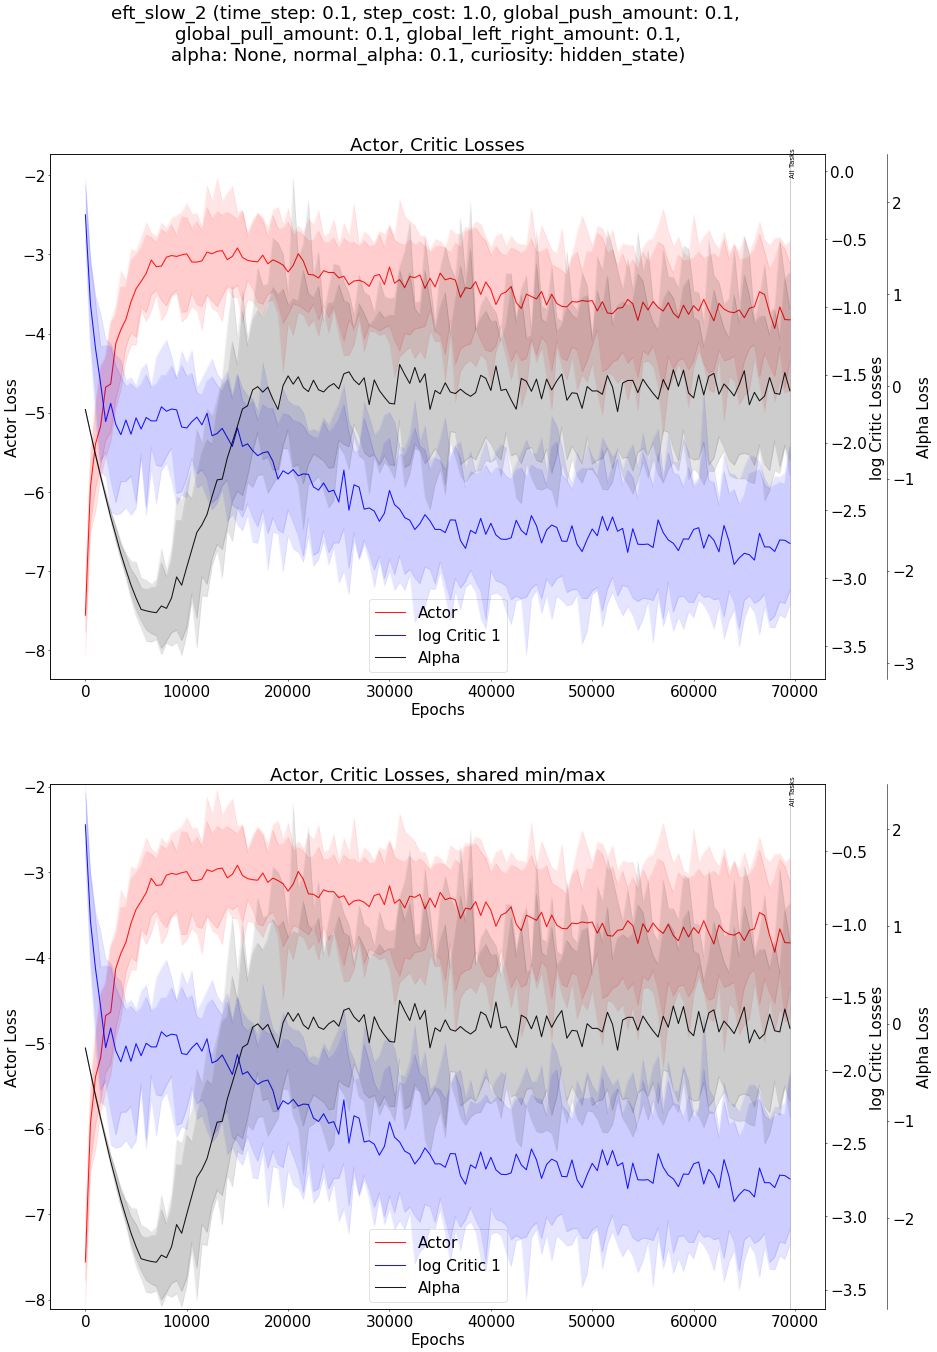 eft_slow_2 (time_step: 0.1, step_cost: 1.0, global_push_amount: 0.1,
global_pull_amount: 0.1, global_left_right_amount: 0.1,
alpha: None, normal_alpha: 0.1, curiosity: hidden_state)
Actor, Critic Losses
All Tasks
−2
−3
−4
−5
−6
−7
−8
Actor Loss
0.0
−0.5
−1.0
−1.5
−2.0
−2.5
−3.0
−3.5
log Critic Losses
2
1
0
−1
−2
−3
Alpha Loss
Actor
log Critic 1
Alpha
0 10000 20000 30000 40000 50000 60000 70000
Epochs
Actor, Critic Losses, shared min/max
All Tasks
−2
−3
−4
−5
−6
−7
−8
Actor Loss
−0.5
−1.0
−1.5
−2.0
−2.5
−3.0
−3.5
log Critic Losses
2
1
0
−1
−2
Alpha Loss
Actor
log Critic 1
Alpha
0 10000 20000 30000 40000 50000 60000 70000
Epochs